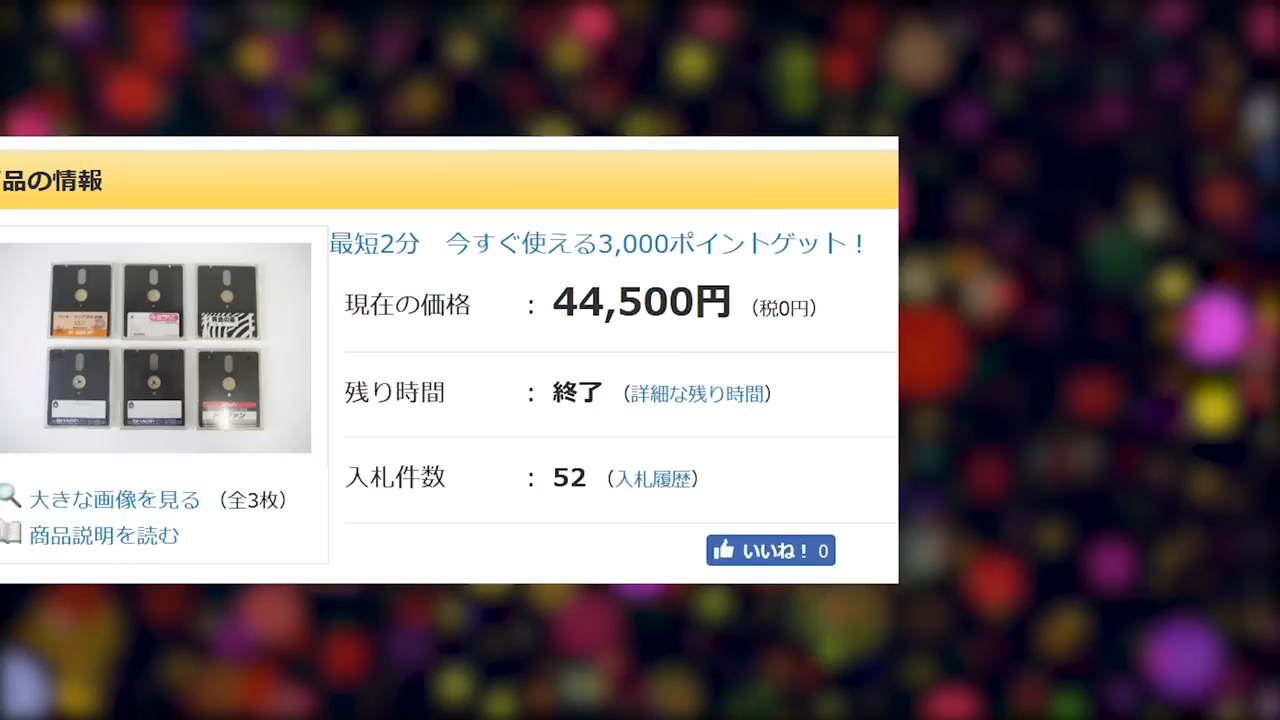 品の情報
最短2分 今すぐ使える3,000ポイントゲット！
現在の価格 : 44,500円 （税0円）
残り時間 : 終了 （詳細な残り時間）
入札件数 : 52 （入札履歴）
大きな画像を見る （全3枚）
商品説明を読む
いいね！ 0